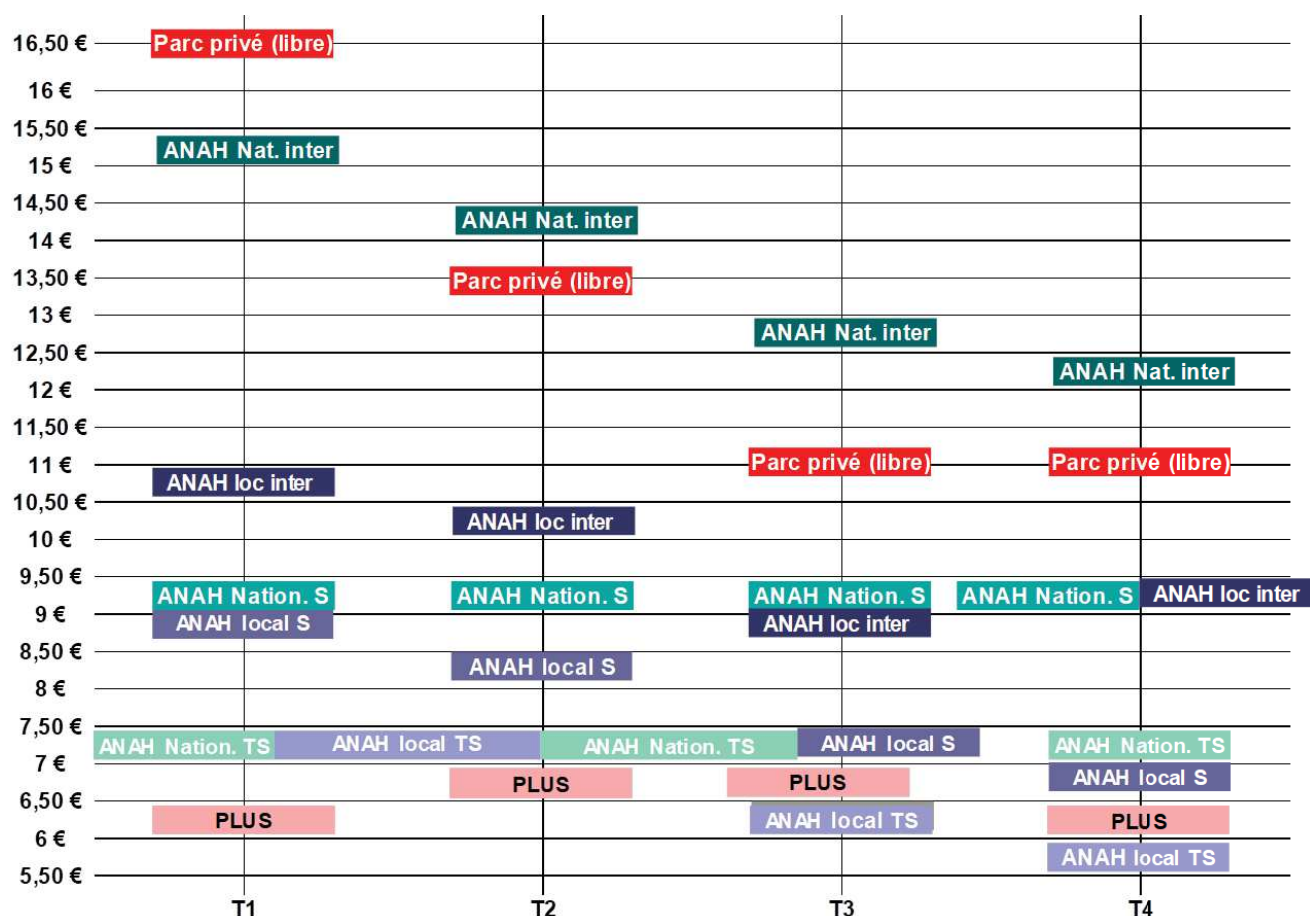 16,50 €
Parc privé (libre)
16 €
15,50 €
ANAH Nat. inter
15 €
14,50 €
ANAH Nat. inter
14 €
13,50 €
Parc privé (libre)
13 €
ANAH Nat. inter
12,50 €
ANAH Nat. inter
12 €
11,50 €
11 €
Parc privé (libre)
Parc privé (libre)
ANAH loc inter
10,50 €
ANAH loc inter
10 €
9,50 €
ANAH Nation. S
ANAH Nation. S
ANAH Nation. S
ANAH Nation. S
ANAH loc inter
9 €
ANAH local S
ANAH loc inter
8,50 €
ANAH local S
8 €
7,50 €
ANAH Nation. TS
ANAH local TS
ANAH Nation. TS
ANAH local S
ANAH Nation. TS
7 €
PLUS
PLUS
ANAH local S
6,50 €
PLUS
ANAH local TS
PLUS
6 €
ANAH local TS
5,50 €
T1
T2
T3
T4